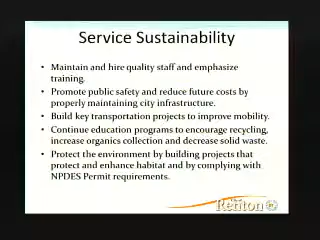 Service Sustainability
• Maintain and hire quality staff and emphasize
training.
• Promote public safety and reduce future costs by
properly maintaining city infrastructure.
• Build key transportation projects to improve mobility.
• Continue education programs to encourage recycling,
increase organics collection and decrease solid waste.
• Protect the environment by building projects that
protect and enhance habitat and by complying with
NPDES Permit requirements.
Renton